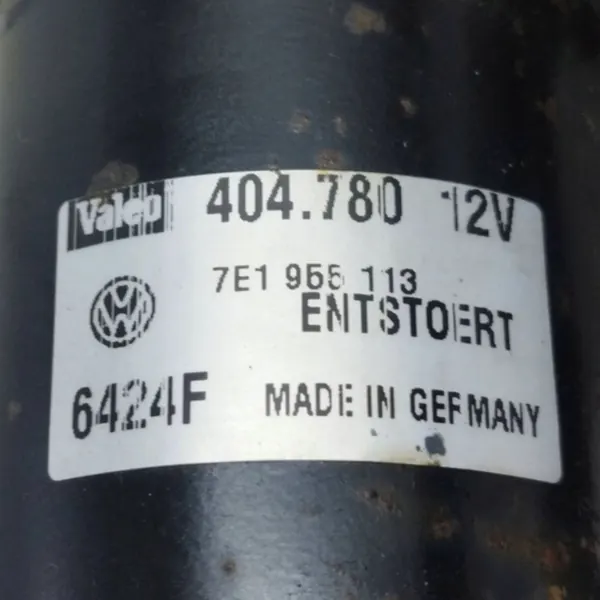 Valeo 404.780 12V
7E1 955 113
ENTSTOERT
6424F MADE IN GERMANY